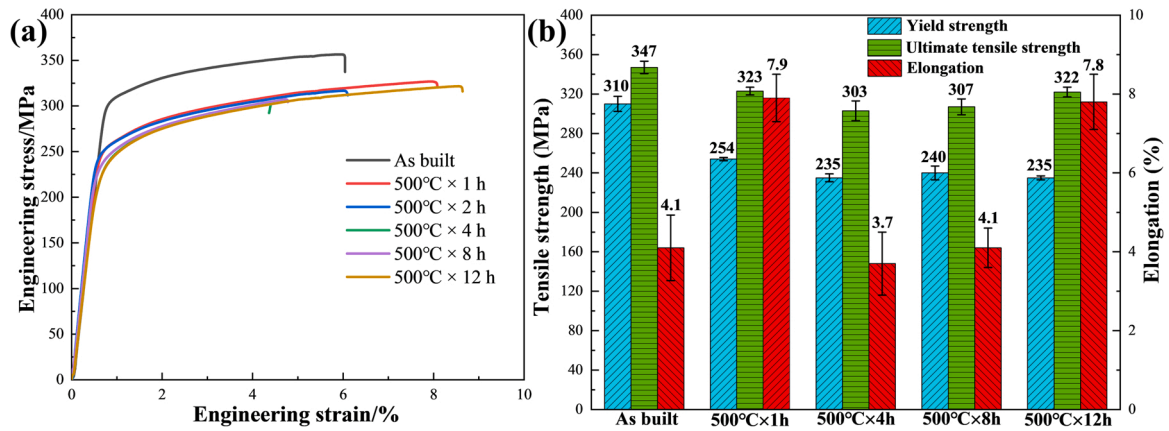 (a)
400
350
300
250
200
150
100
50
0
Engineering stress/MPa
As built
500℃ × 1 h
500℃ × 2 h
500℃ × 4 h
500℃ × 8 h
500℃ × 12 h
0 2 4 6 8 10
Engineering strain/%
(b)
400
360
320
280
240
200
160
120
80
40
0
Tensile strength (MPa)
Yield strength
Ultimate tensile strength
Elongation
310 347 4.1
254 323 7.9
235 303 3.7
240 307 4.1
235 322 7.8
10
8
6
4
2
0
Elongation (%)
As built 500℃×1h 500℃×4h 500℃×8h 500℃×12h